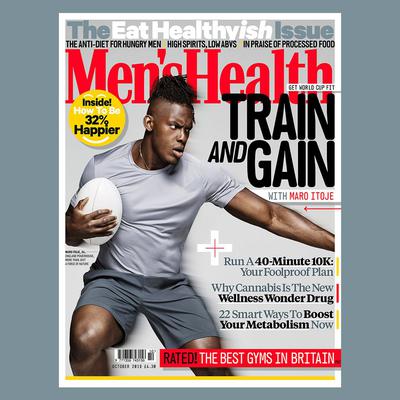 The Eat Healthyish Issue
THE ANTI-DIET FOR HUNGRY MEN HIGH SPIRITS, LOW ABVS IN PRAISE OF PROCESSED FOOD
Men'sHealth
GET WORLD CUP FIT
Inside!
How To Be
32%
Happier
TRAIN
AND GAIN
WITH MARO ITOJE
+
Run A 40-Minute 10K:
Your Foolproof Plan
Why Cannabis Is The New
Wellness Wonder Drug
22 Smart Ways To Boost
Your Metabolism Now
RATED! THE BEST GYMS IN BRITAIN
OCTOBER 2019 £4.30